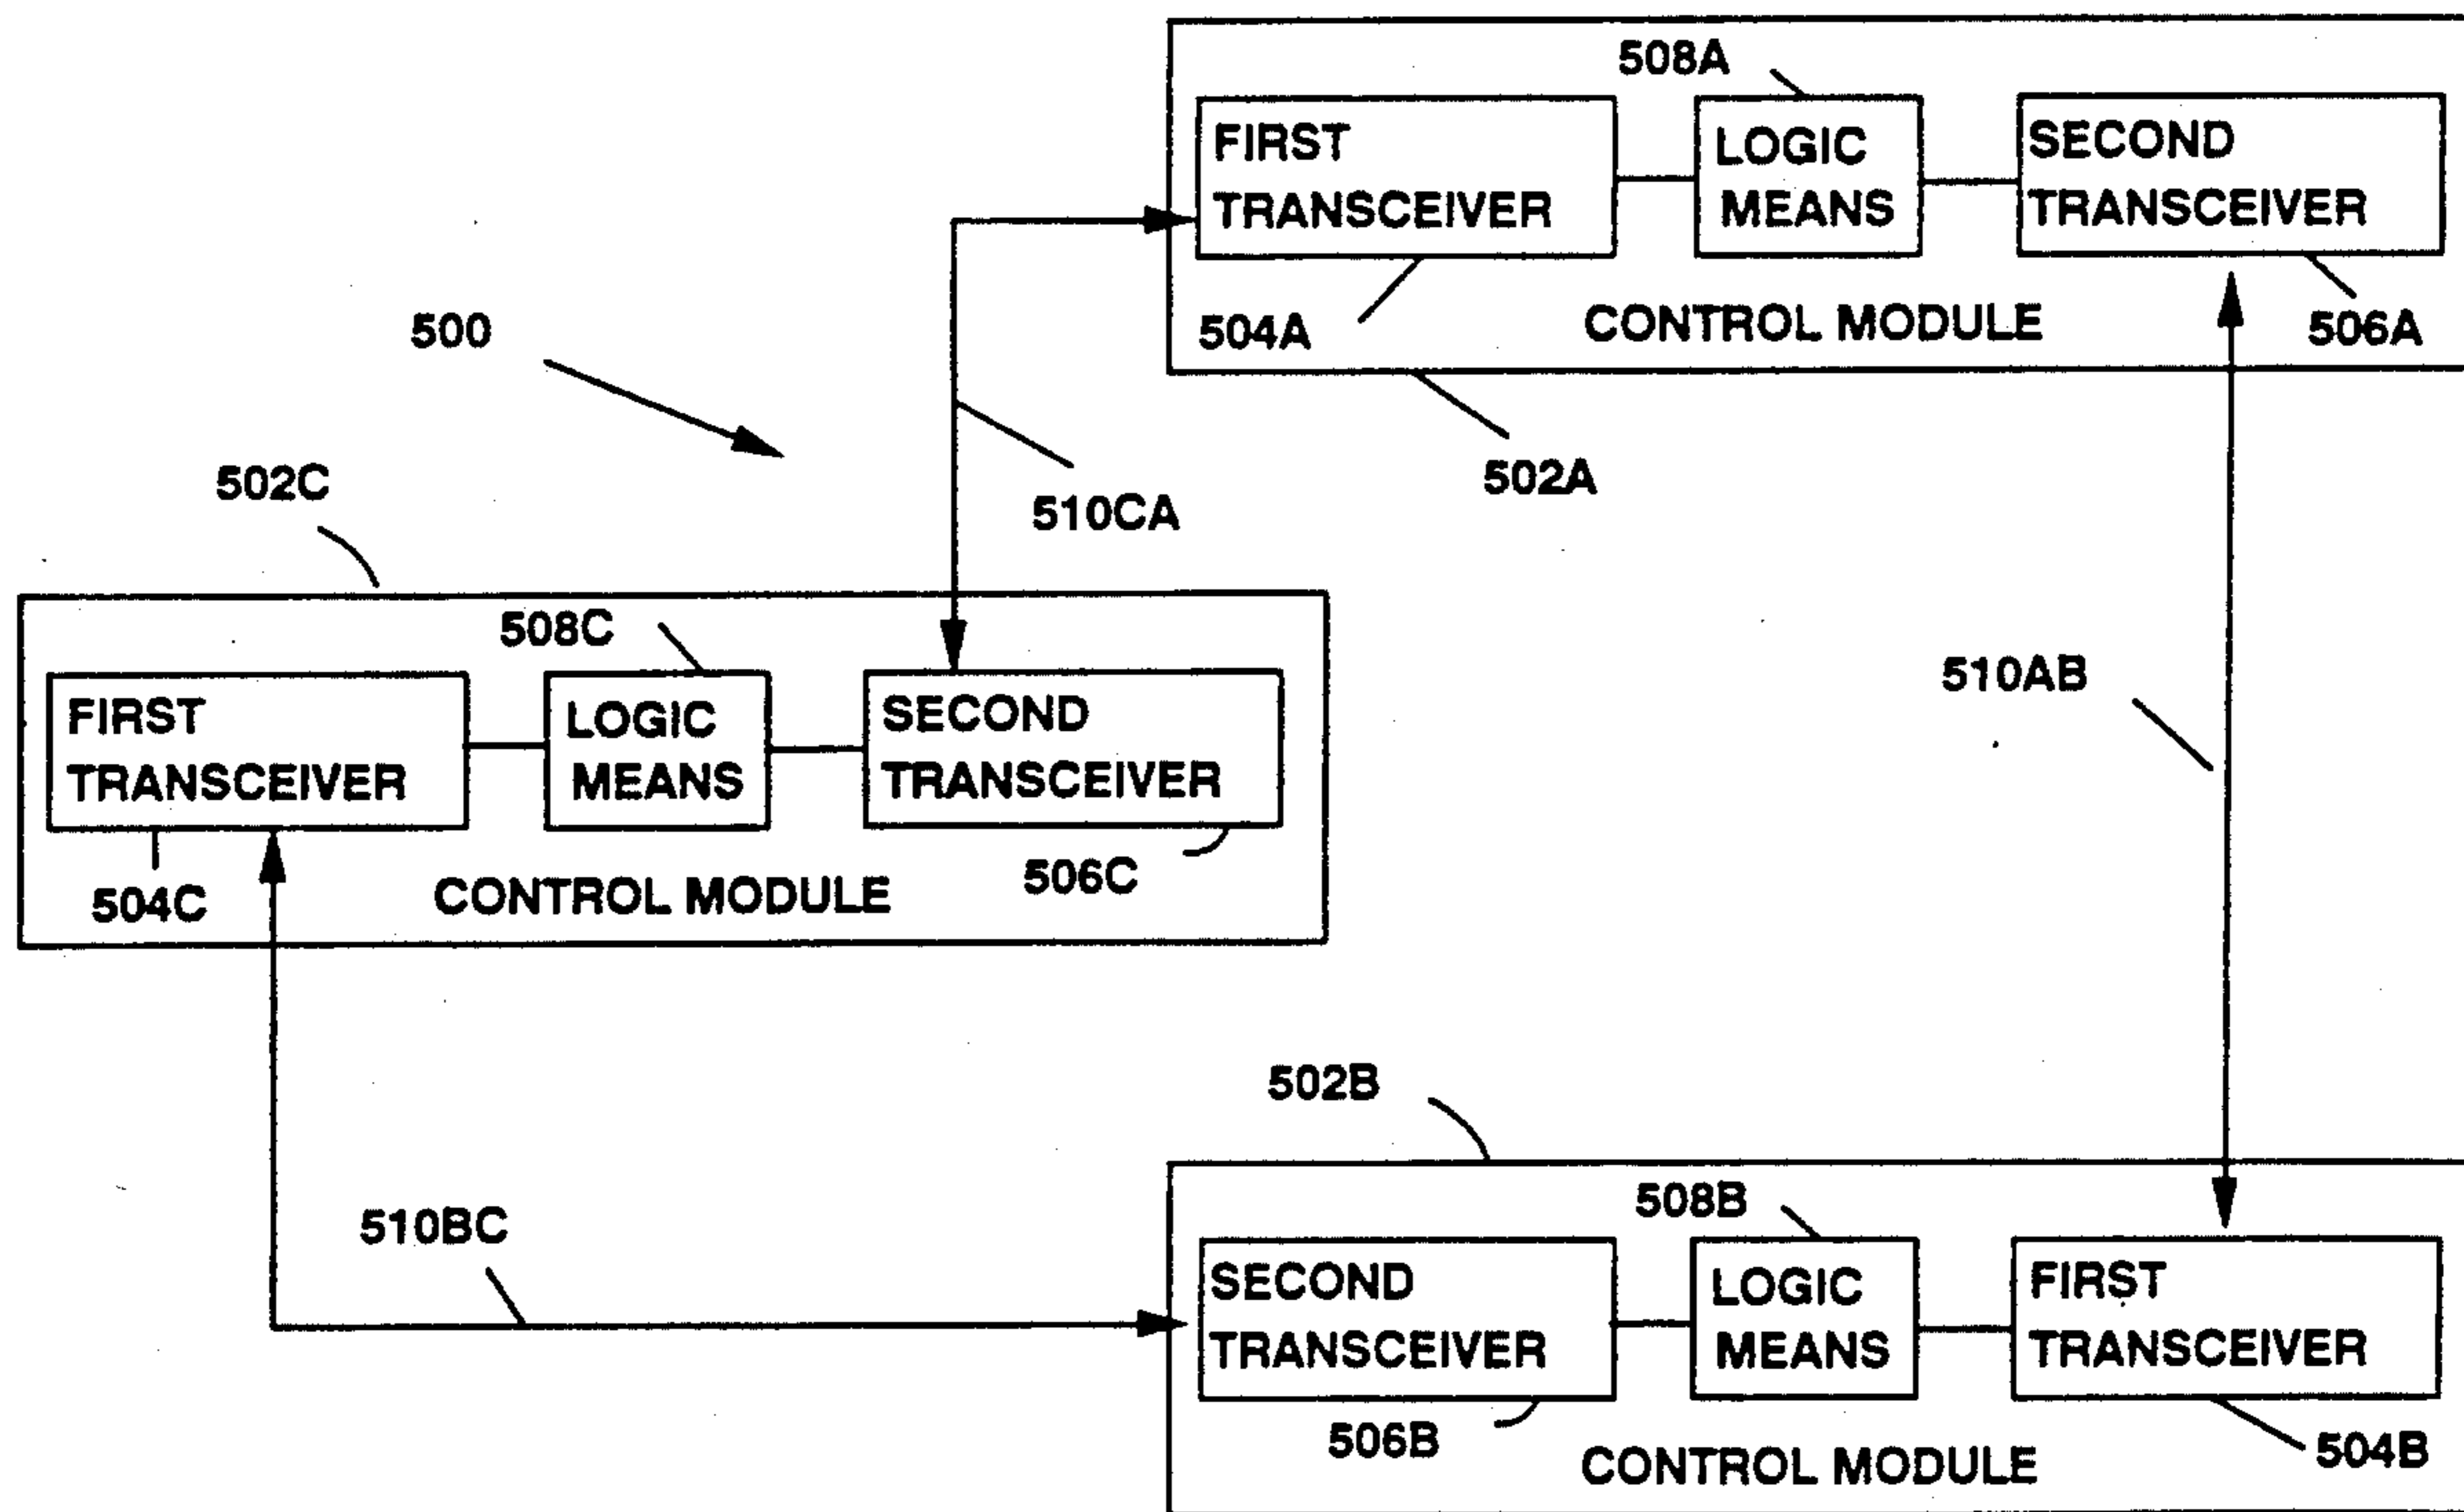 508A
FIRST
TRANSCEIVER
LOGIC
MEANS
SECOND
TRANSCEIVER
504A
CONTROL MODULE
506A
500
502A
510CA
502C
508C
FIRST
TRANSCEIVER
LOGIC
MEANS
SECOND
TRANSCEIVER
504C
CONTROL MODULE
506C
510AB
502B
510BC
508B
SECOND
TRANSCEIVER
LOGIC
MEANS
FIRST
TRANSCEIVER
506B
CONTROL MODULE
504B